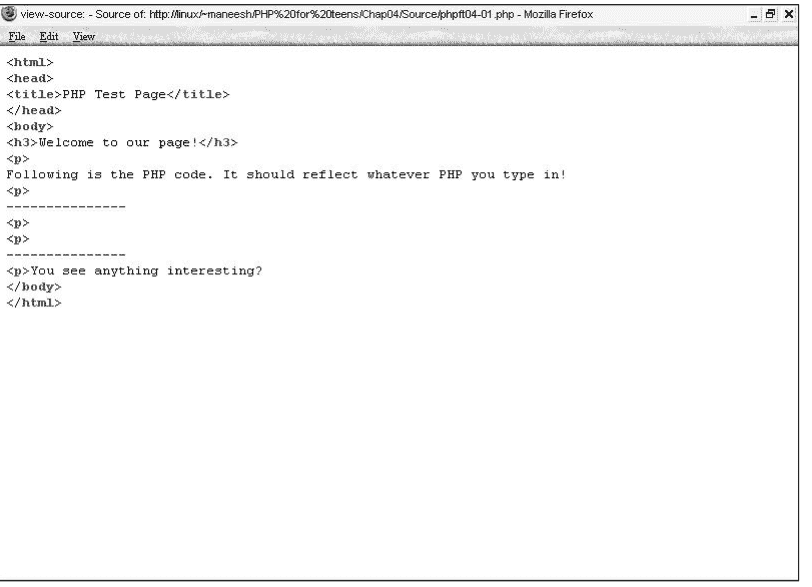 view-source: - Source of: http://linux/~maneesh/PHP%20for%20teens/Chap04/Source/phpft04-01.php - Mozilla Firefox
File Edit View
<html>
<head>
<title>PHP Test Page</title>
</head>
<body>
<h3>Welcome to our page!</h3>
<p>
Following is the PHP code. It should reflect whatever PHP you type in!
<p>
---------------
<p>
<p>
---------------
<p>You see anything interesting?
</body>
</html>